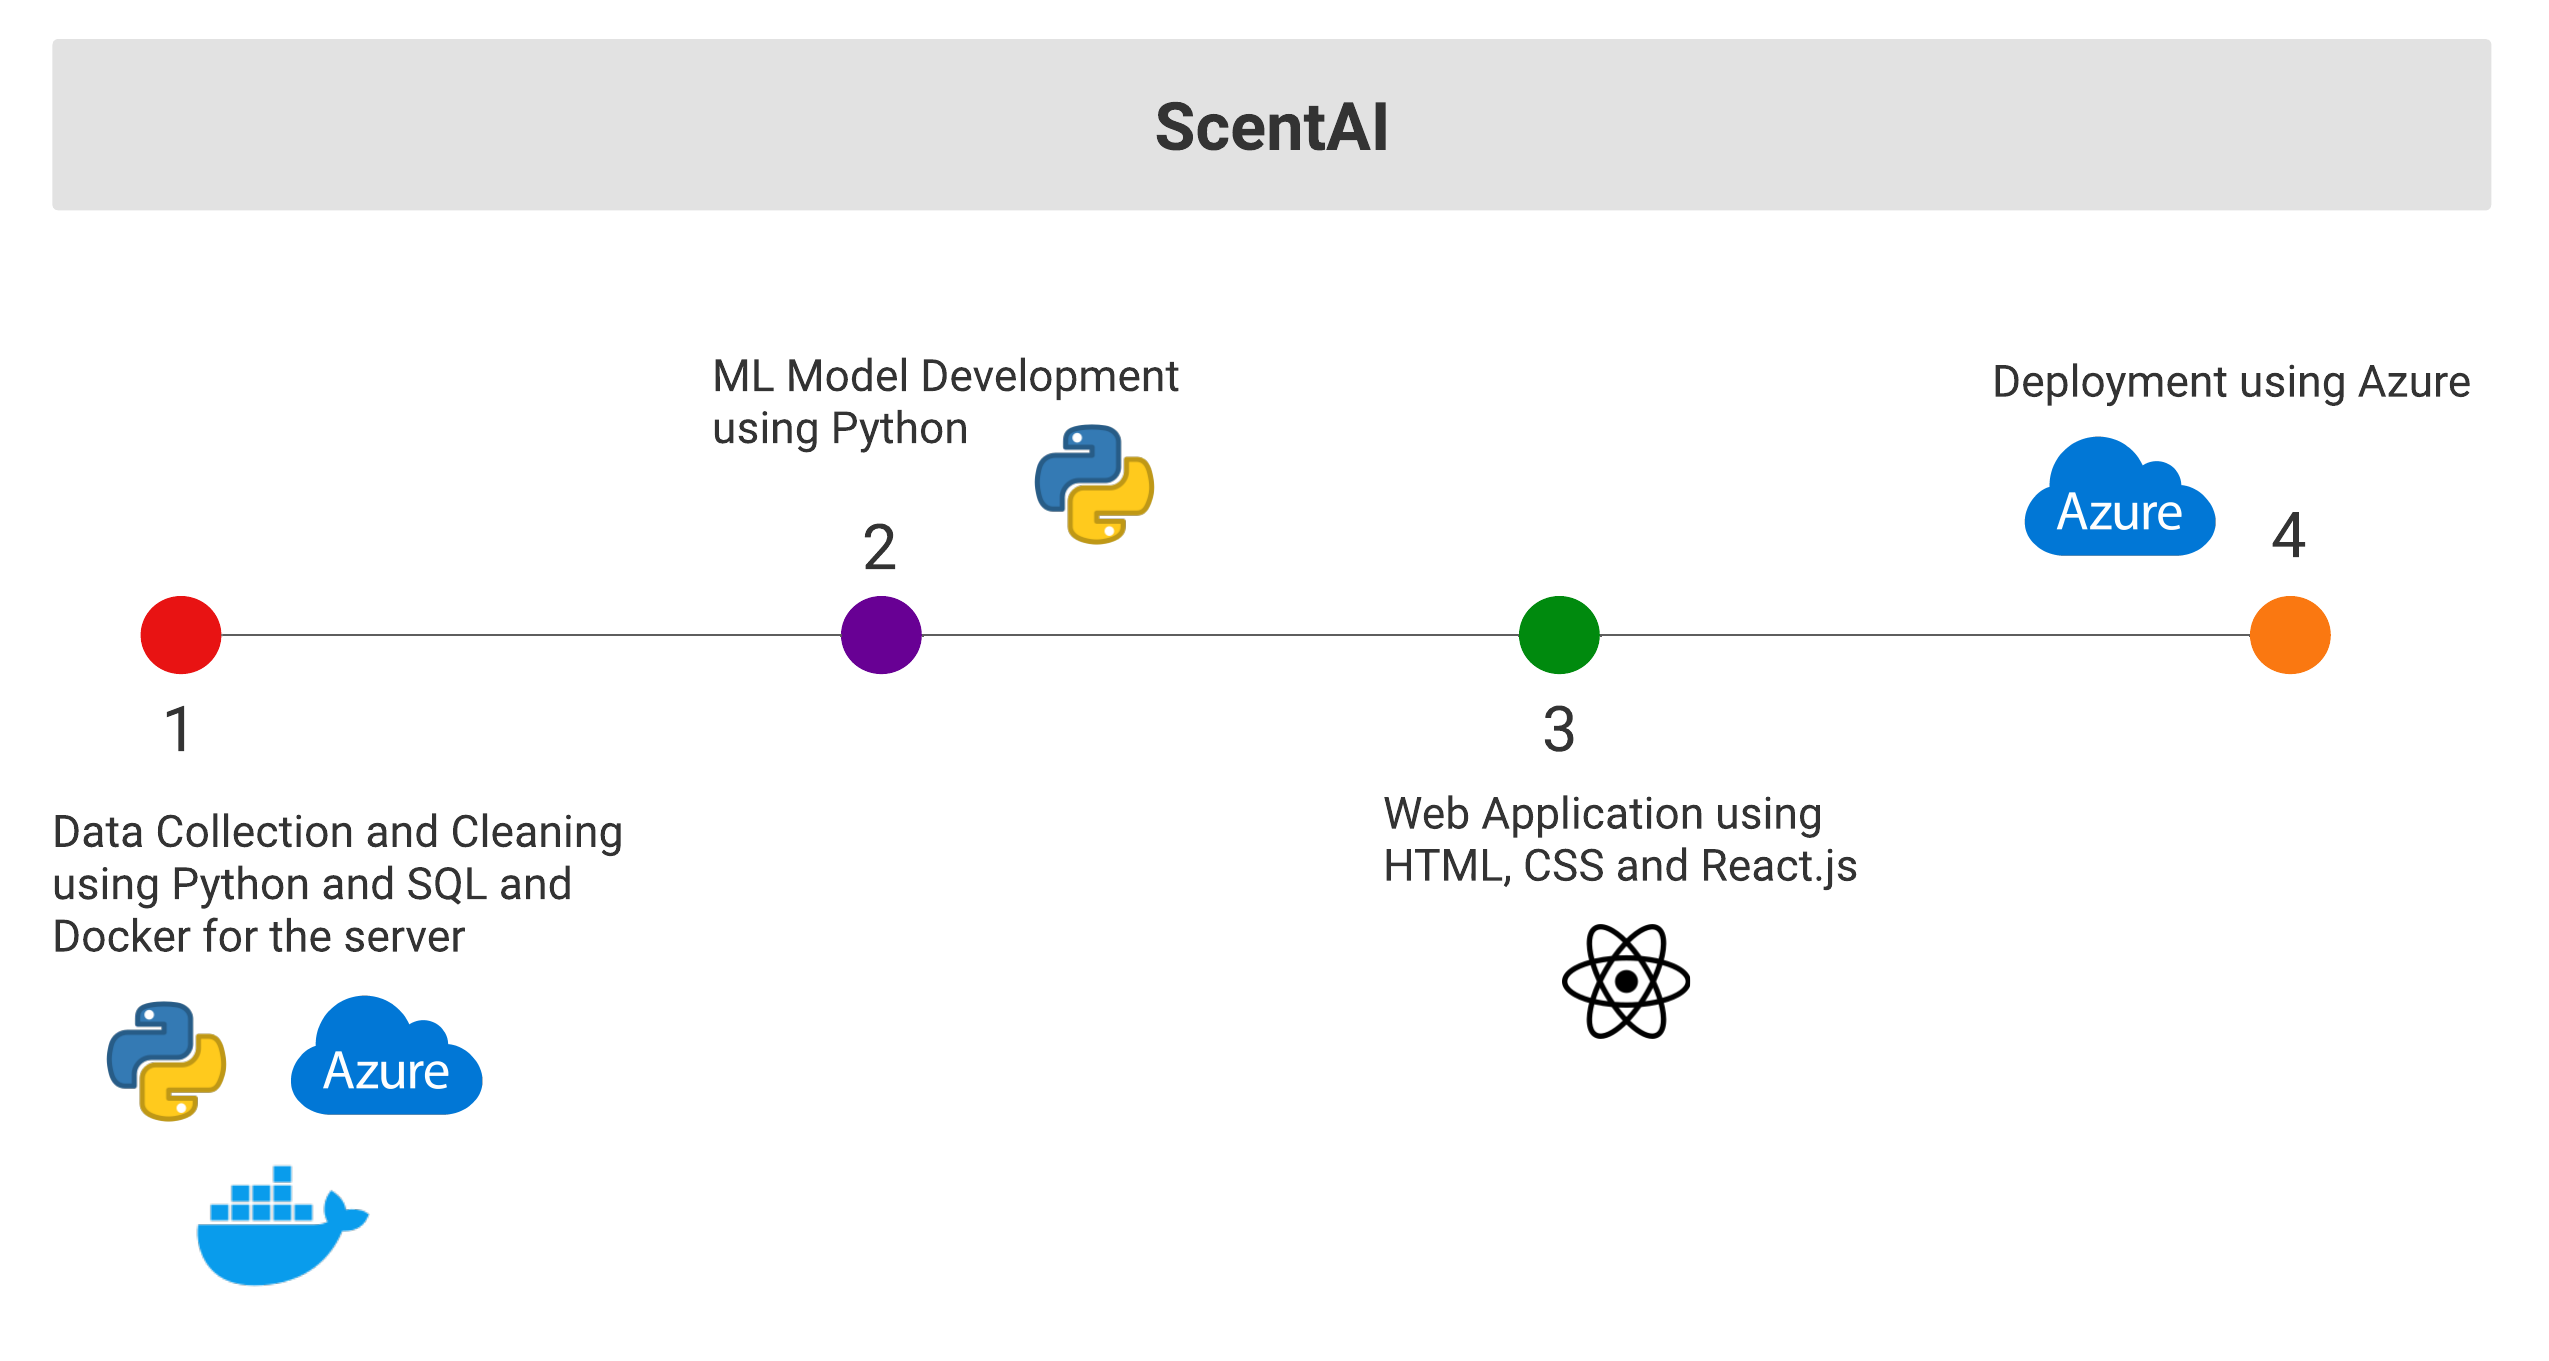 ScentAI
ML Model Development
using Python
Deployment using Azure
Azure
2
4
1
3
Data Collection and Cleaning
using Python and SQL and
Docker for the server
Azure
Web Application using
HTML, CSS and React.js